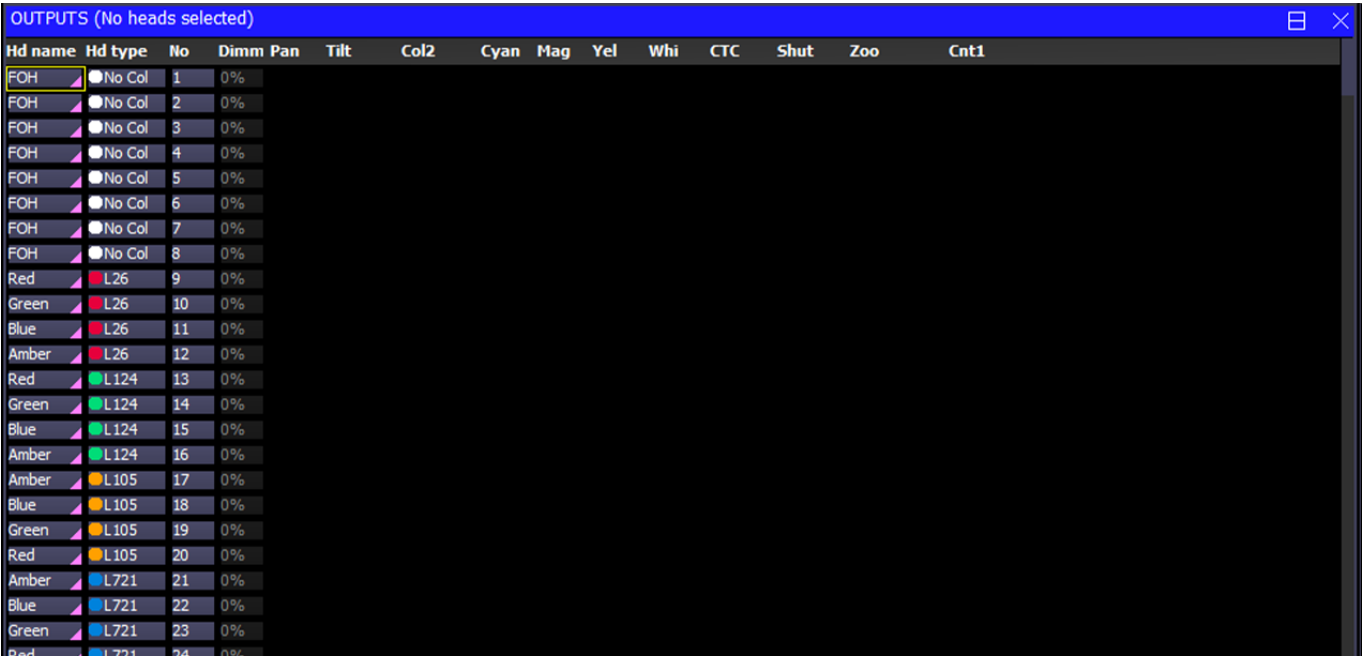 OUTPUTS (No heads selected)
Hd name Hd type No Dimm Pan Tilt Col2 Cyan Mag Yel Whi CTC Shut Zoo Cnt1
FOH No Col 1 0%
FOH No Col 2 0%
FOH No Col 3 0%
FOH No Col 4 0%
FOH No Col 5 0%
FOH No Col 6 0%
FOH No Col 7 0%
FOH No Col 8 0%
Red L26 9 0%
Green L26 10 0%
Blue L26 11 0%
Amber L26 12 0%
Red L124 13 0%
Green L124 14 0%
Blue L124 15 0%
Amber L124 16 0%
Amber L105 17 0%
Blue L105 18 0%
Green L105 19 0%
Red L105 20 0%
Amber L721 21 0%
Blue L721 22 0%
Green L721 23 0%
Red L721 24 0%